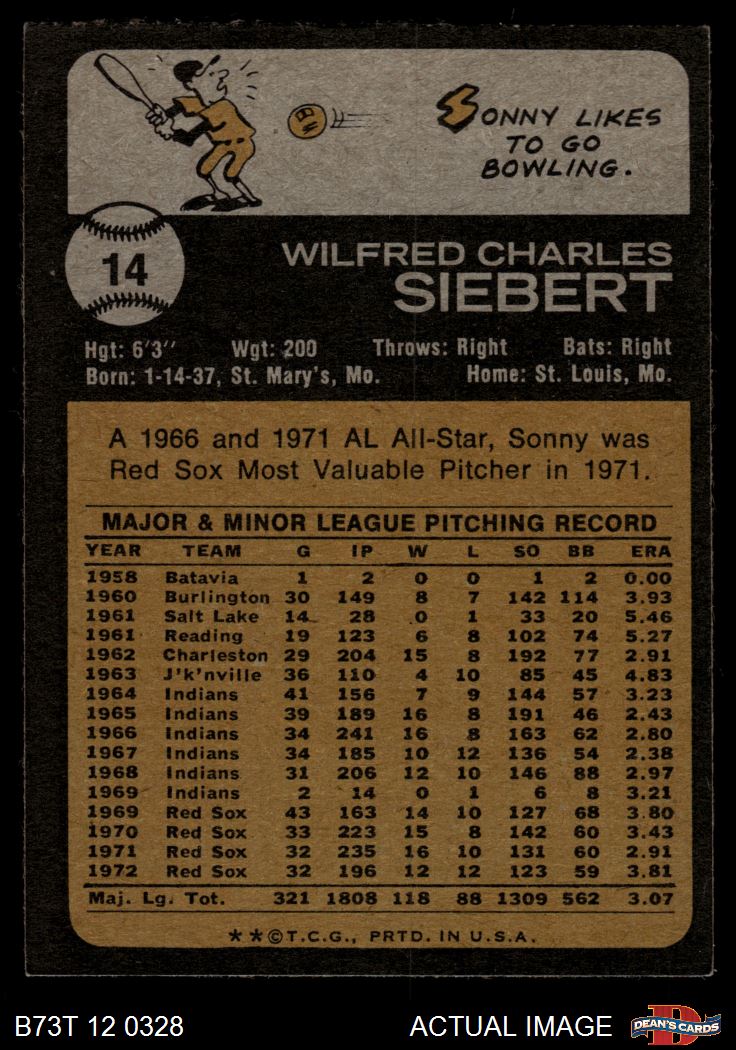 SONNY LIKES
TO GO
BOWLING.
BW
14
WILFRED CHARLES
SIEBERT
Hgt: 6'3" Wgt: 200 Throws: Right Bats: Right
Born: 1-14-37, St. Mary's, Mo. Home: St. Louis, Mo.
A 1966 and 1971 AL All-Star, Sonny was
Red Sox Most Valuable Pitcher in 1971.
MAJOR & MINOR LEAGUE PITCHING RECORD
YEAR TEAM G IP W L SO BB ERA
1958 Batavia 1 2 0 0 1 2 0.00
1960 Burlington 30 149 8 7 142 114 3.93
1961 Salt Lake 14 28 0 1 33 20 5.46
1961 Reading 19 123 6 8 102 74 5.27
1962 Charleston 29 204 15 8 192 77 2.91
1963 J'k'nville 36 110 4 10 85 45 4.83
1964 Indians 41 156 7 9 144 57 3.23
1965 Indians 39 189 16 8 191 46 2.43
1966 Indians 34 241 16 8 163 62 2.80
1967 Indians 34 185 10 12 136 54 2.38
1968 Indians 31 206 12 10 146 88 2.97
1969 Indians 2 14 0 1 6 8 3.21
1969 Red Sox 43 163 14 10 127 68 3.80
1970 Red Sox 33 223 15 8 142 60 3.43
1971 Red Sox 32 235 16 10 131 60 2.91
1972 Red Sox 32 196 12 12 123 59 3.81
Maj. Lg. Tot. 321 1808 118 88 1309 562 3.07
★★©T.C.G., PRTD. IN U.S.A.
B73T 12 0328 ACTUAL IMAGE DEAN'S CARDS